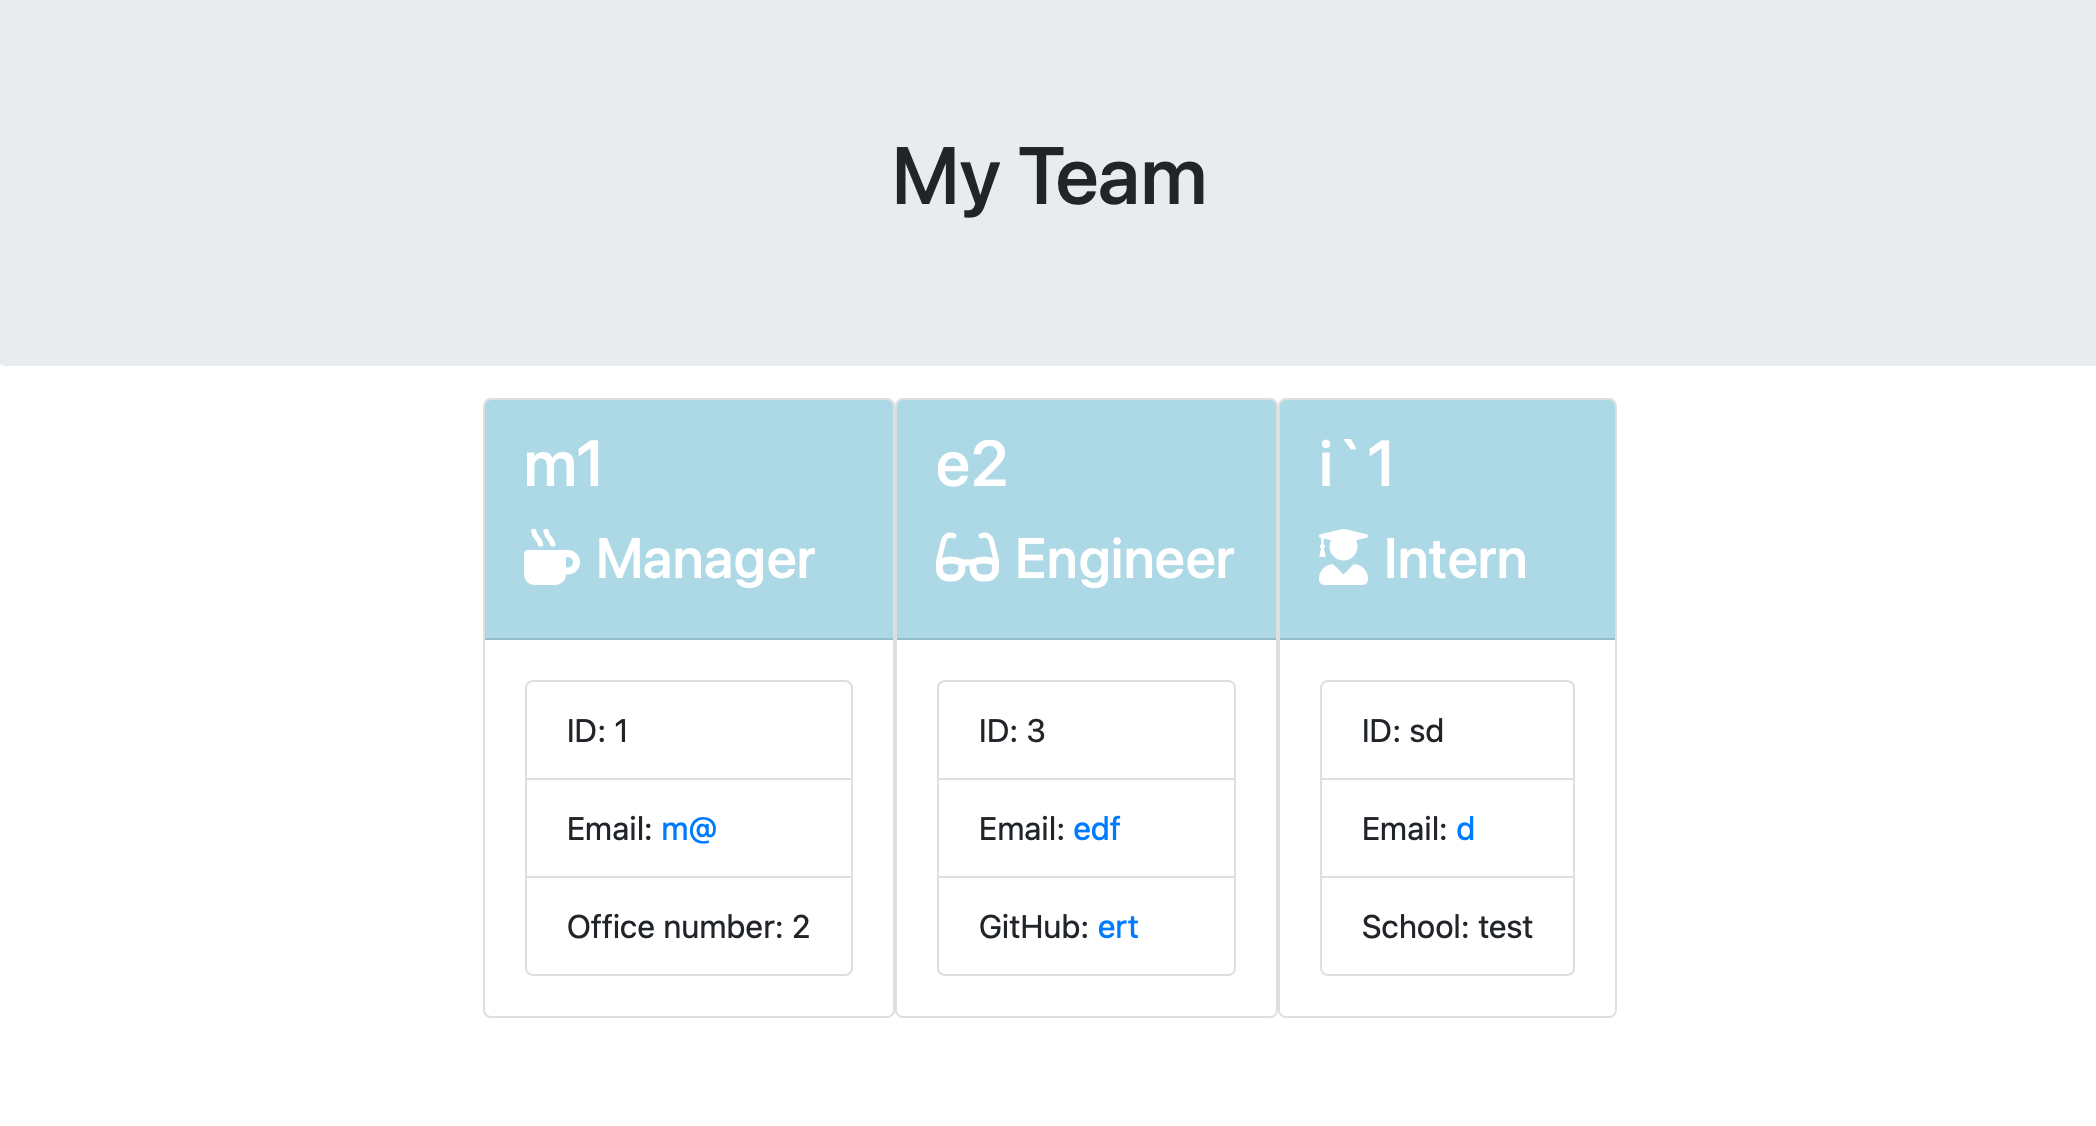 My Team
m1
Manager
ID: 1
Email: m@
Office number: 2
e2
Engineer
ID: 3
Email: edf
GitHub: ert
i`1
Intern
ID: sd
Email: d
School: test